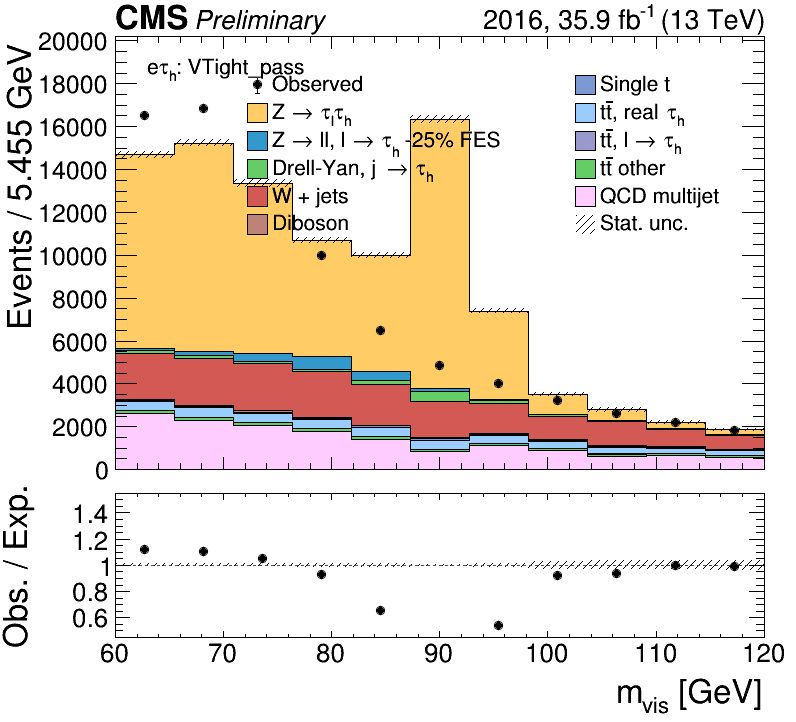 CMS Preliminary 2016, 35.9 fb⁻¹ (13 TeV)
Events / 5.455 GeV
20000
18000
16000
14000
12000
10000
8000
6000
4000
2000
0
eτₕ: VTight_pass
Observed
Z → τₗτₕ
Z → ll, l → τₕ -25% FES
Drell-Yan, j → τₕ
W + jets
Diboson
Single t
tt̄, real τₕ
tt̄, l → τₕ
tt̄ other
QCD multijet
Stat. unc.
Obs. / Exp.
1.4
1.2
1
0.8
0.6
60 70 80 90 100 110 120
m_vis [GeV]